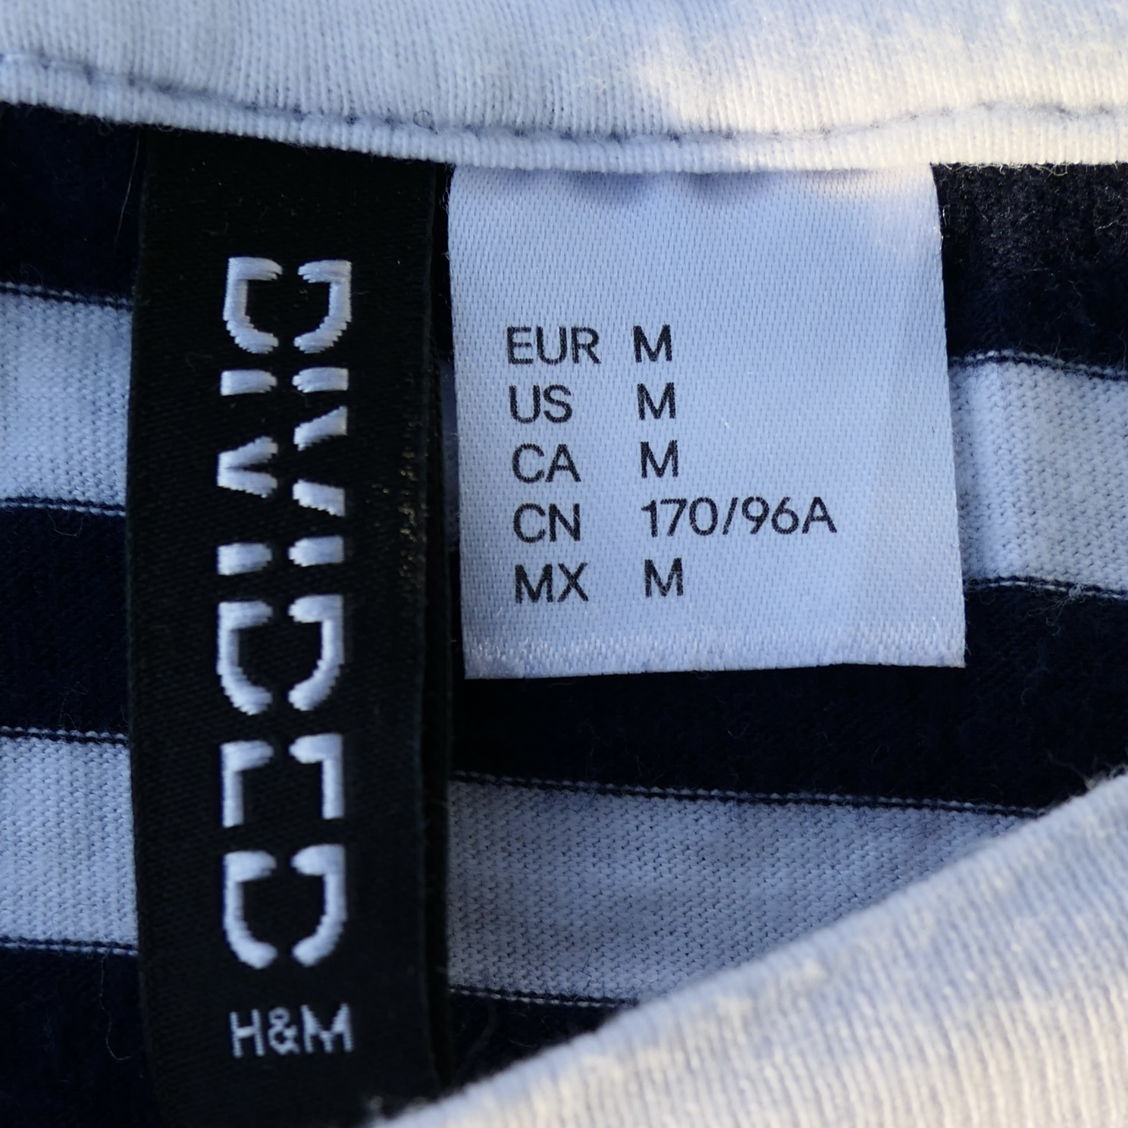 DIVIDED
H&M
EUR M
US M
CA M
CN 170/96A
MX M